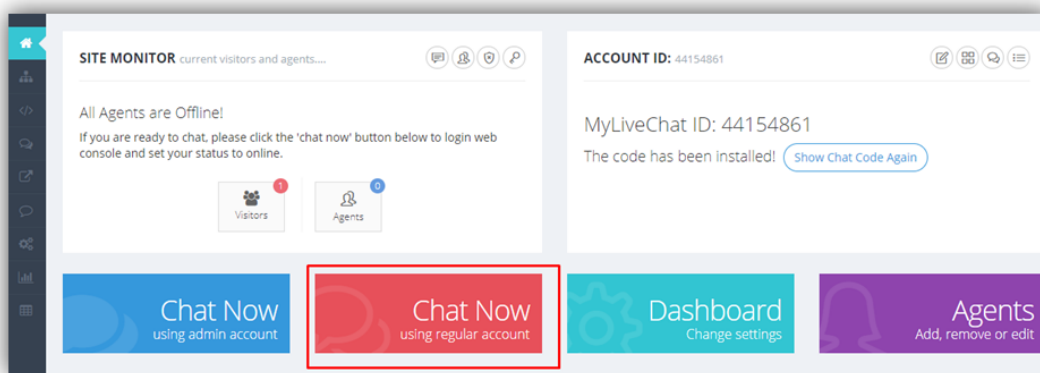 SITE MONITOR current visitors and agents....
All Agents are Offline!
If you are ready to chat, please click the 'chat now' button below to login web
console and set your status to online.
1
Visitors
0
Agents
ACCOUNT ID: 44154861
MyLiveChat ID: 44154861
The code has been installed! Show Chat Code Again
Chat Now
using admin account
Chat Now
using regular account
Dashboard
Change settings
Agents
Add, remove or edit